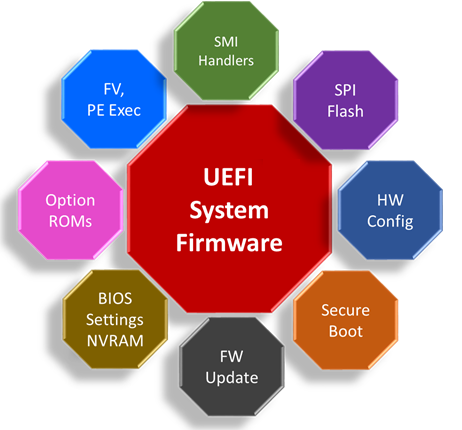 SMI
Handlers
FV,
PE Exec
SPI
Flash
UEFI
System
Firmware
Option
ROMs
HW
Config
BIOS
Settings
NVRAM
Secure
Boot
FW
Update